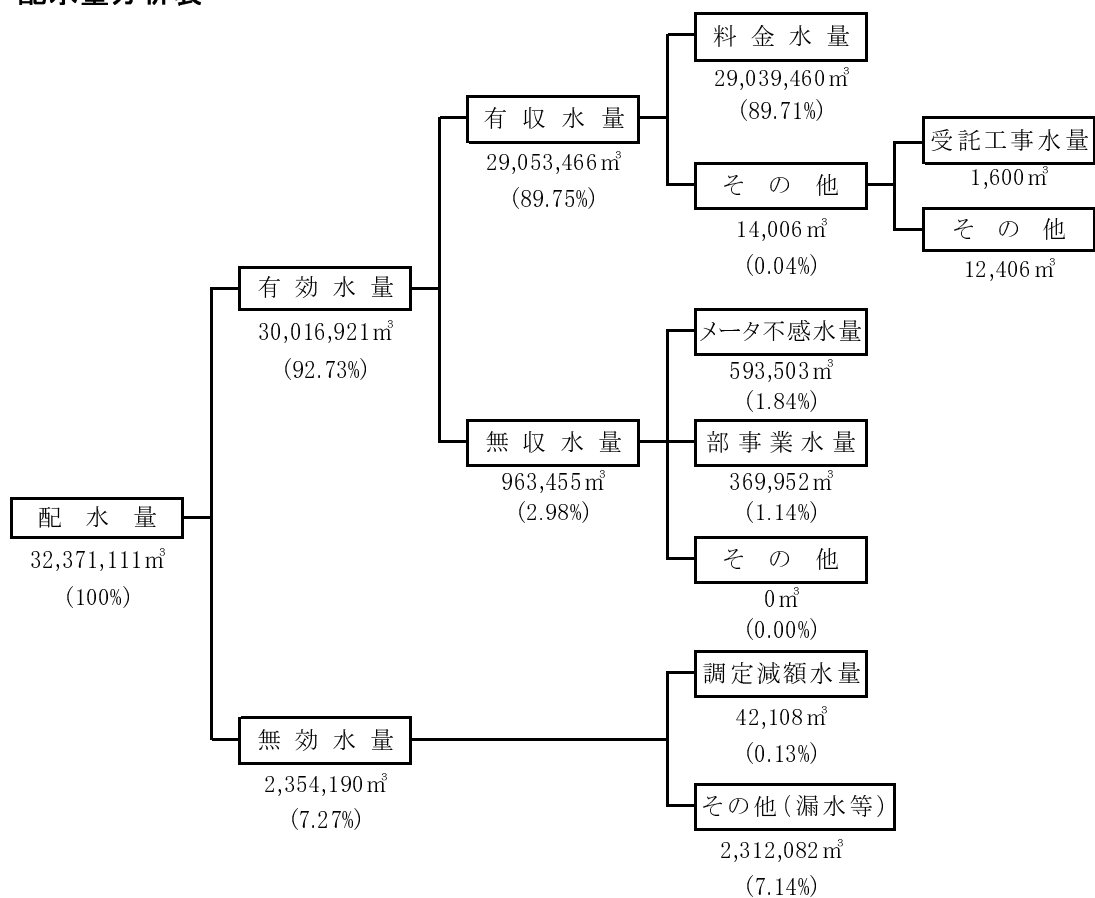 配水量
32,371,111㎥
(100%)
有効水量
30,016,921㎥
(92.73%)
有収水量
29,053,466㎥
(89.75%)
料金水量
29,039,460㎥
(89.71%)
その他
14,006㎥
(0.04%)
受託工事水量
1,600㎥
その他
12,406㎥
無収水量
963,455㎥
(2.98%)
メータ不感水量
593,503㎥
(1.84%)
部事業水量
369,952㎥
(1.14%)
その他
0㎥
(0.00%)
無効水量
2,354,190㎥
(7.27%)
調定減額水量
42,108㎥
(0.13%)
その他(漏水等)
2,312,082㎥
(7.14%)